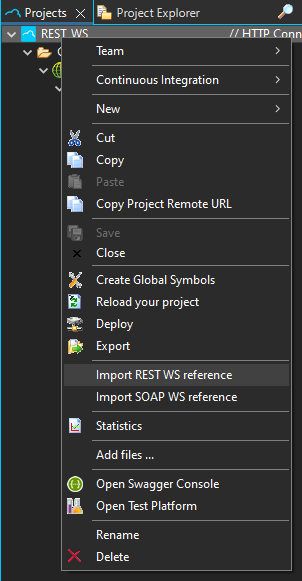 Projects
Project Explorer
REST_WS
// HTTP Conn
Team
Continuous Integration
New
Cut
Copy
Paste
Copy Project Remote URL
Save
Close
Create Global Symbols
Reload your project
Deploy
Export
Import REST WS reference
Import SOAP WS reference
Statistics
Add files ...
Open Swagger Console
Open Test Platform
Rename
Delete